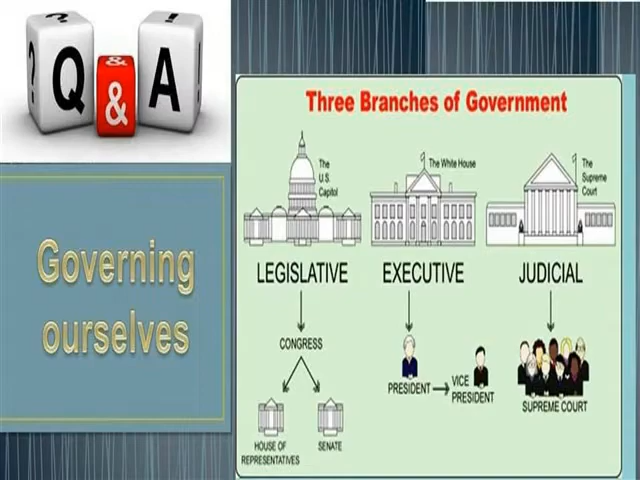 ? Q & & A !
Governing
ourselves
Three Branches of Government
The
U.S.
Capitol
The White House
The
Supreme
Court
LEGISLATIVE
EXECUTIVE
JUDICIAL
CONGRESS
PRESIDENT
VICE
PRESIDENT
SUPREME COURT
HOUSE OF
REPRESENTATIVES
SENATE